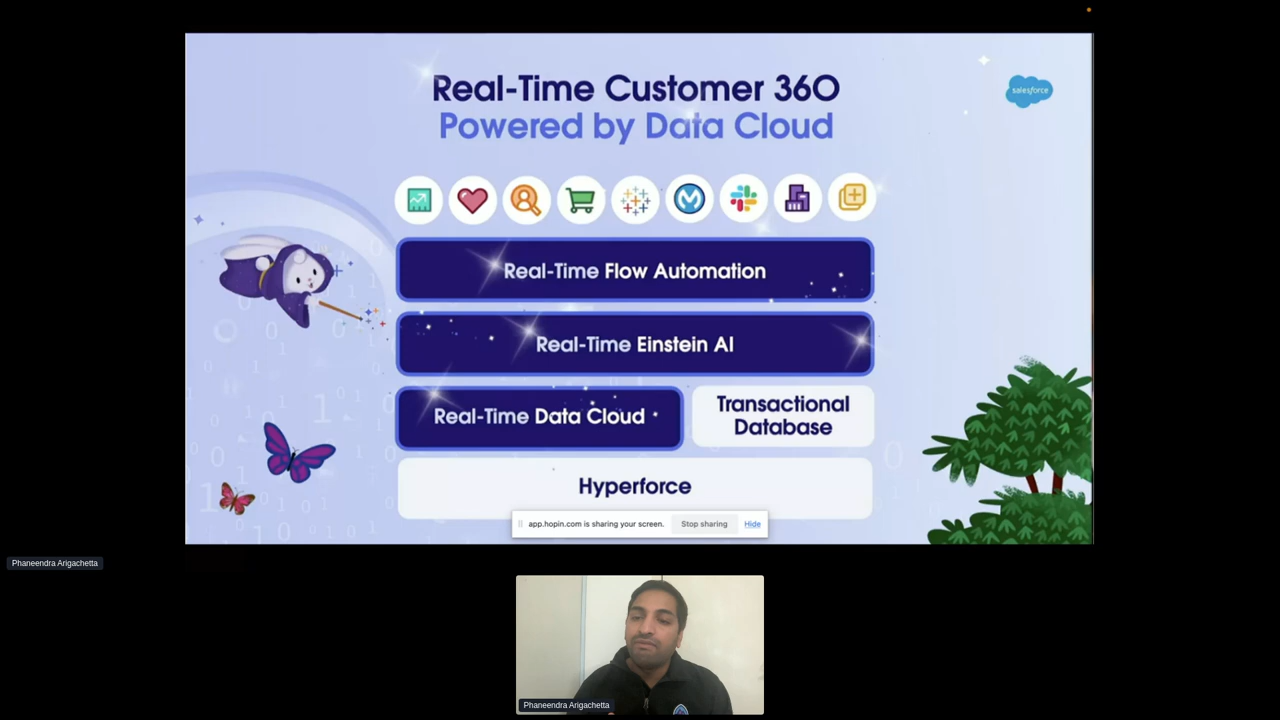 Real-Time Customer 360
Powered by Data Cloud
salesforce
Real-Time Flow Automation
Real-Time Einstein AI
Real-Time Data Cloud
Transactional
Database
Hyperforce
app.hopin.com is sharing your screen.
Stop sharing
Hide
Phaneendra Arigachetta
Phaneendra Arigachetta